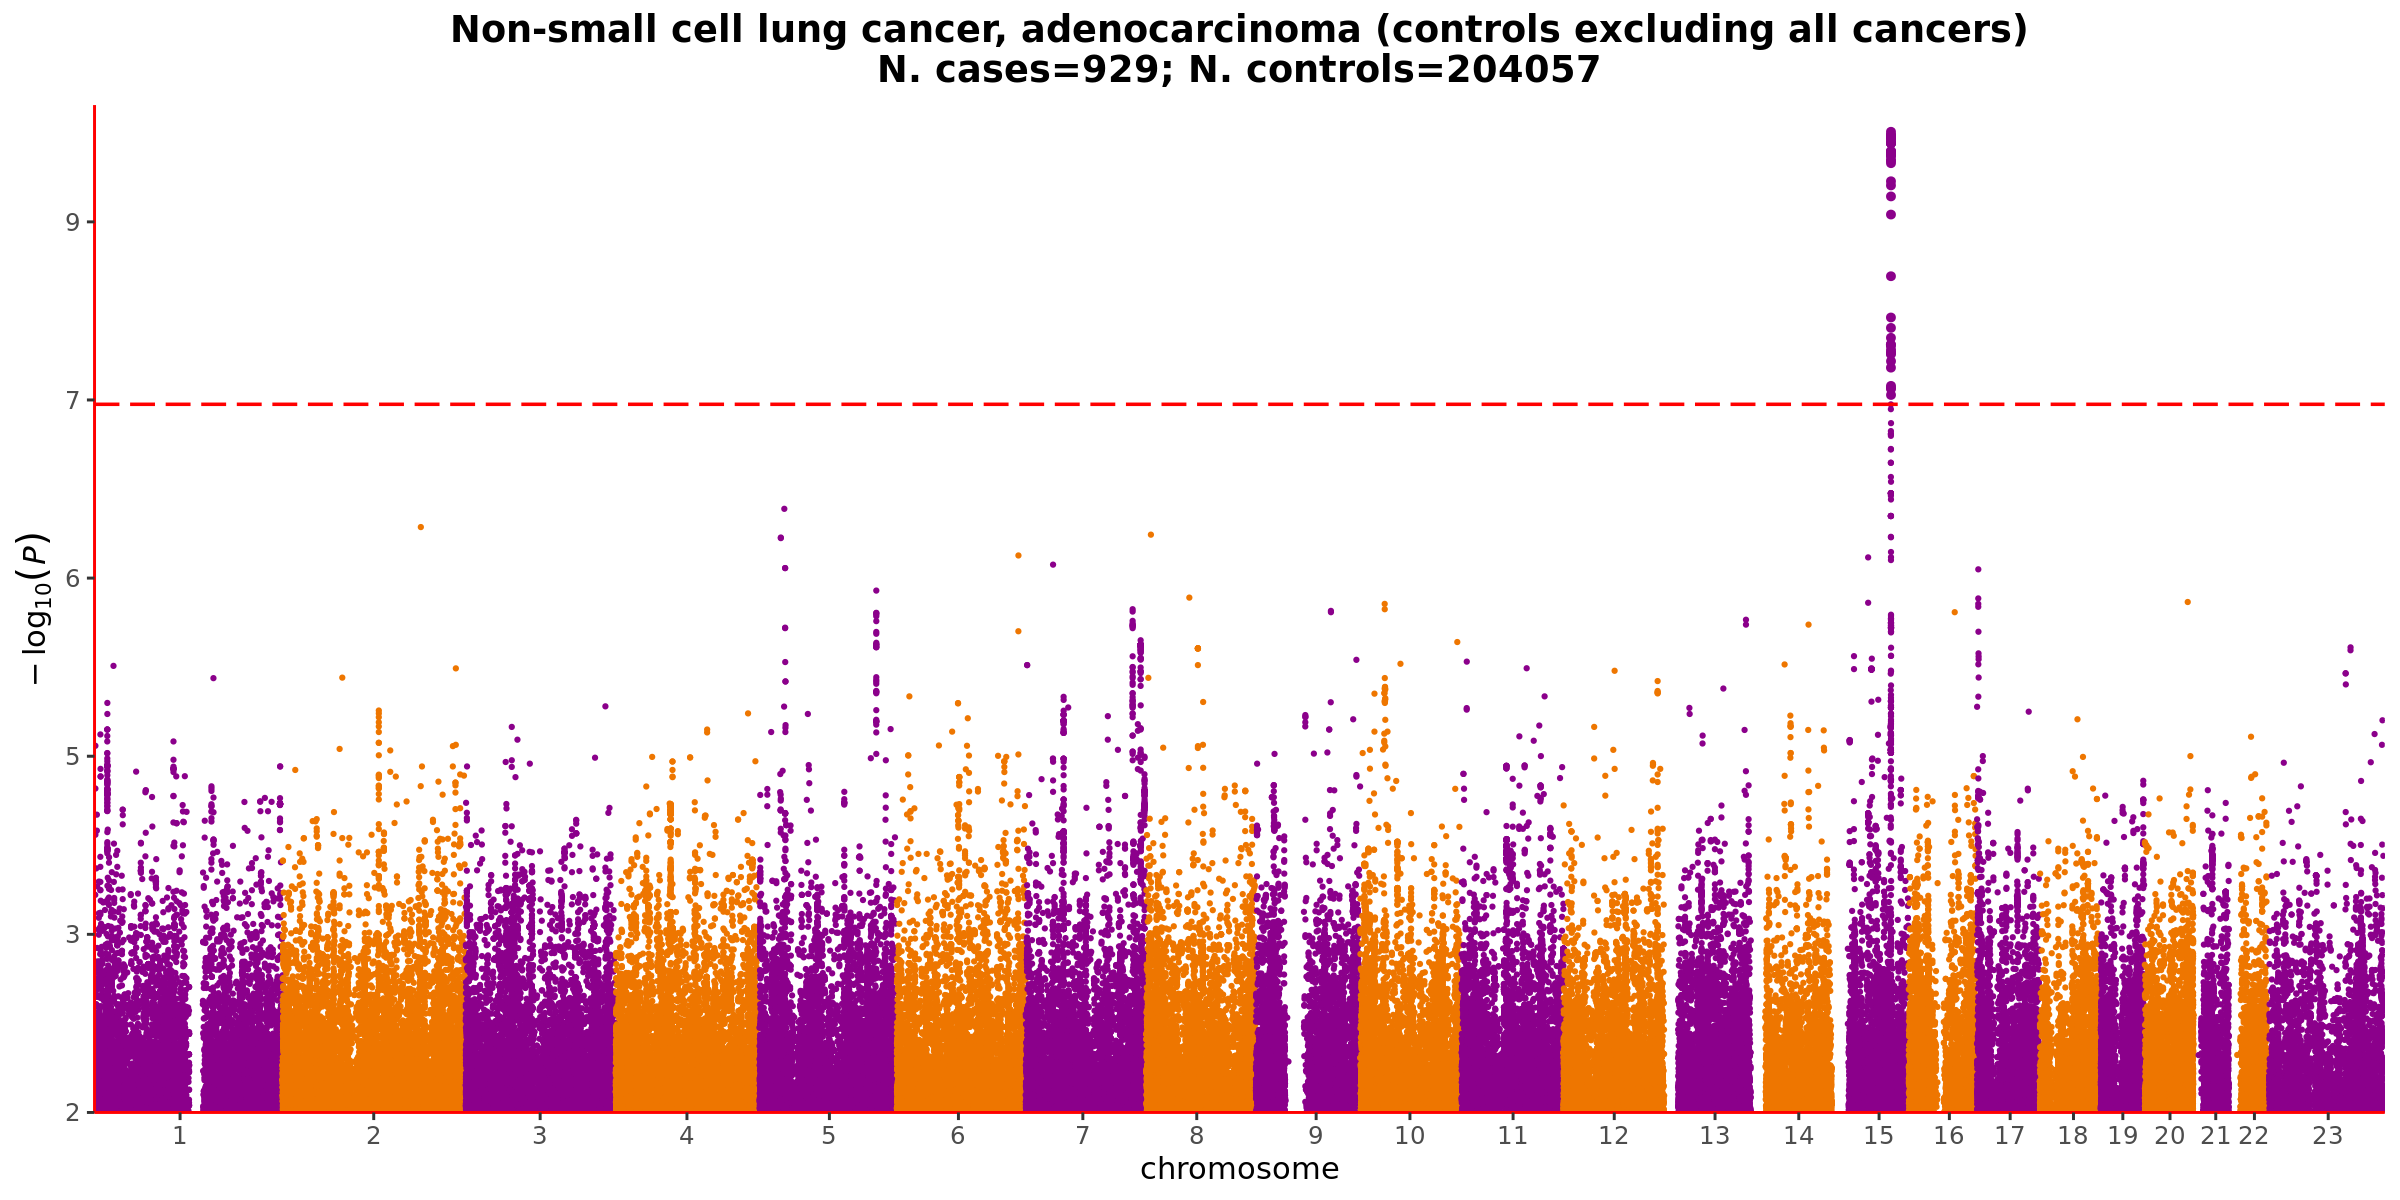 Non-small cell lung cancer, adenocarcinoma (controls excluding all cancers)
N. cases=929; N. controls=204057
9
7
6
5
3
2
−log10(P)
1 2 3 4 5 6 7 8 9 10 11 12 13 14 15 16 17 18 19 20 21 22 23
chromosome